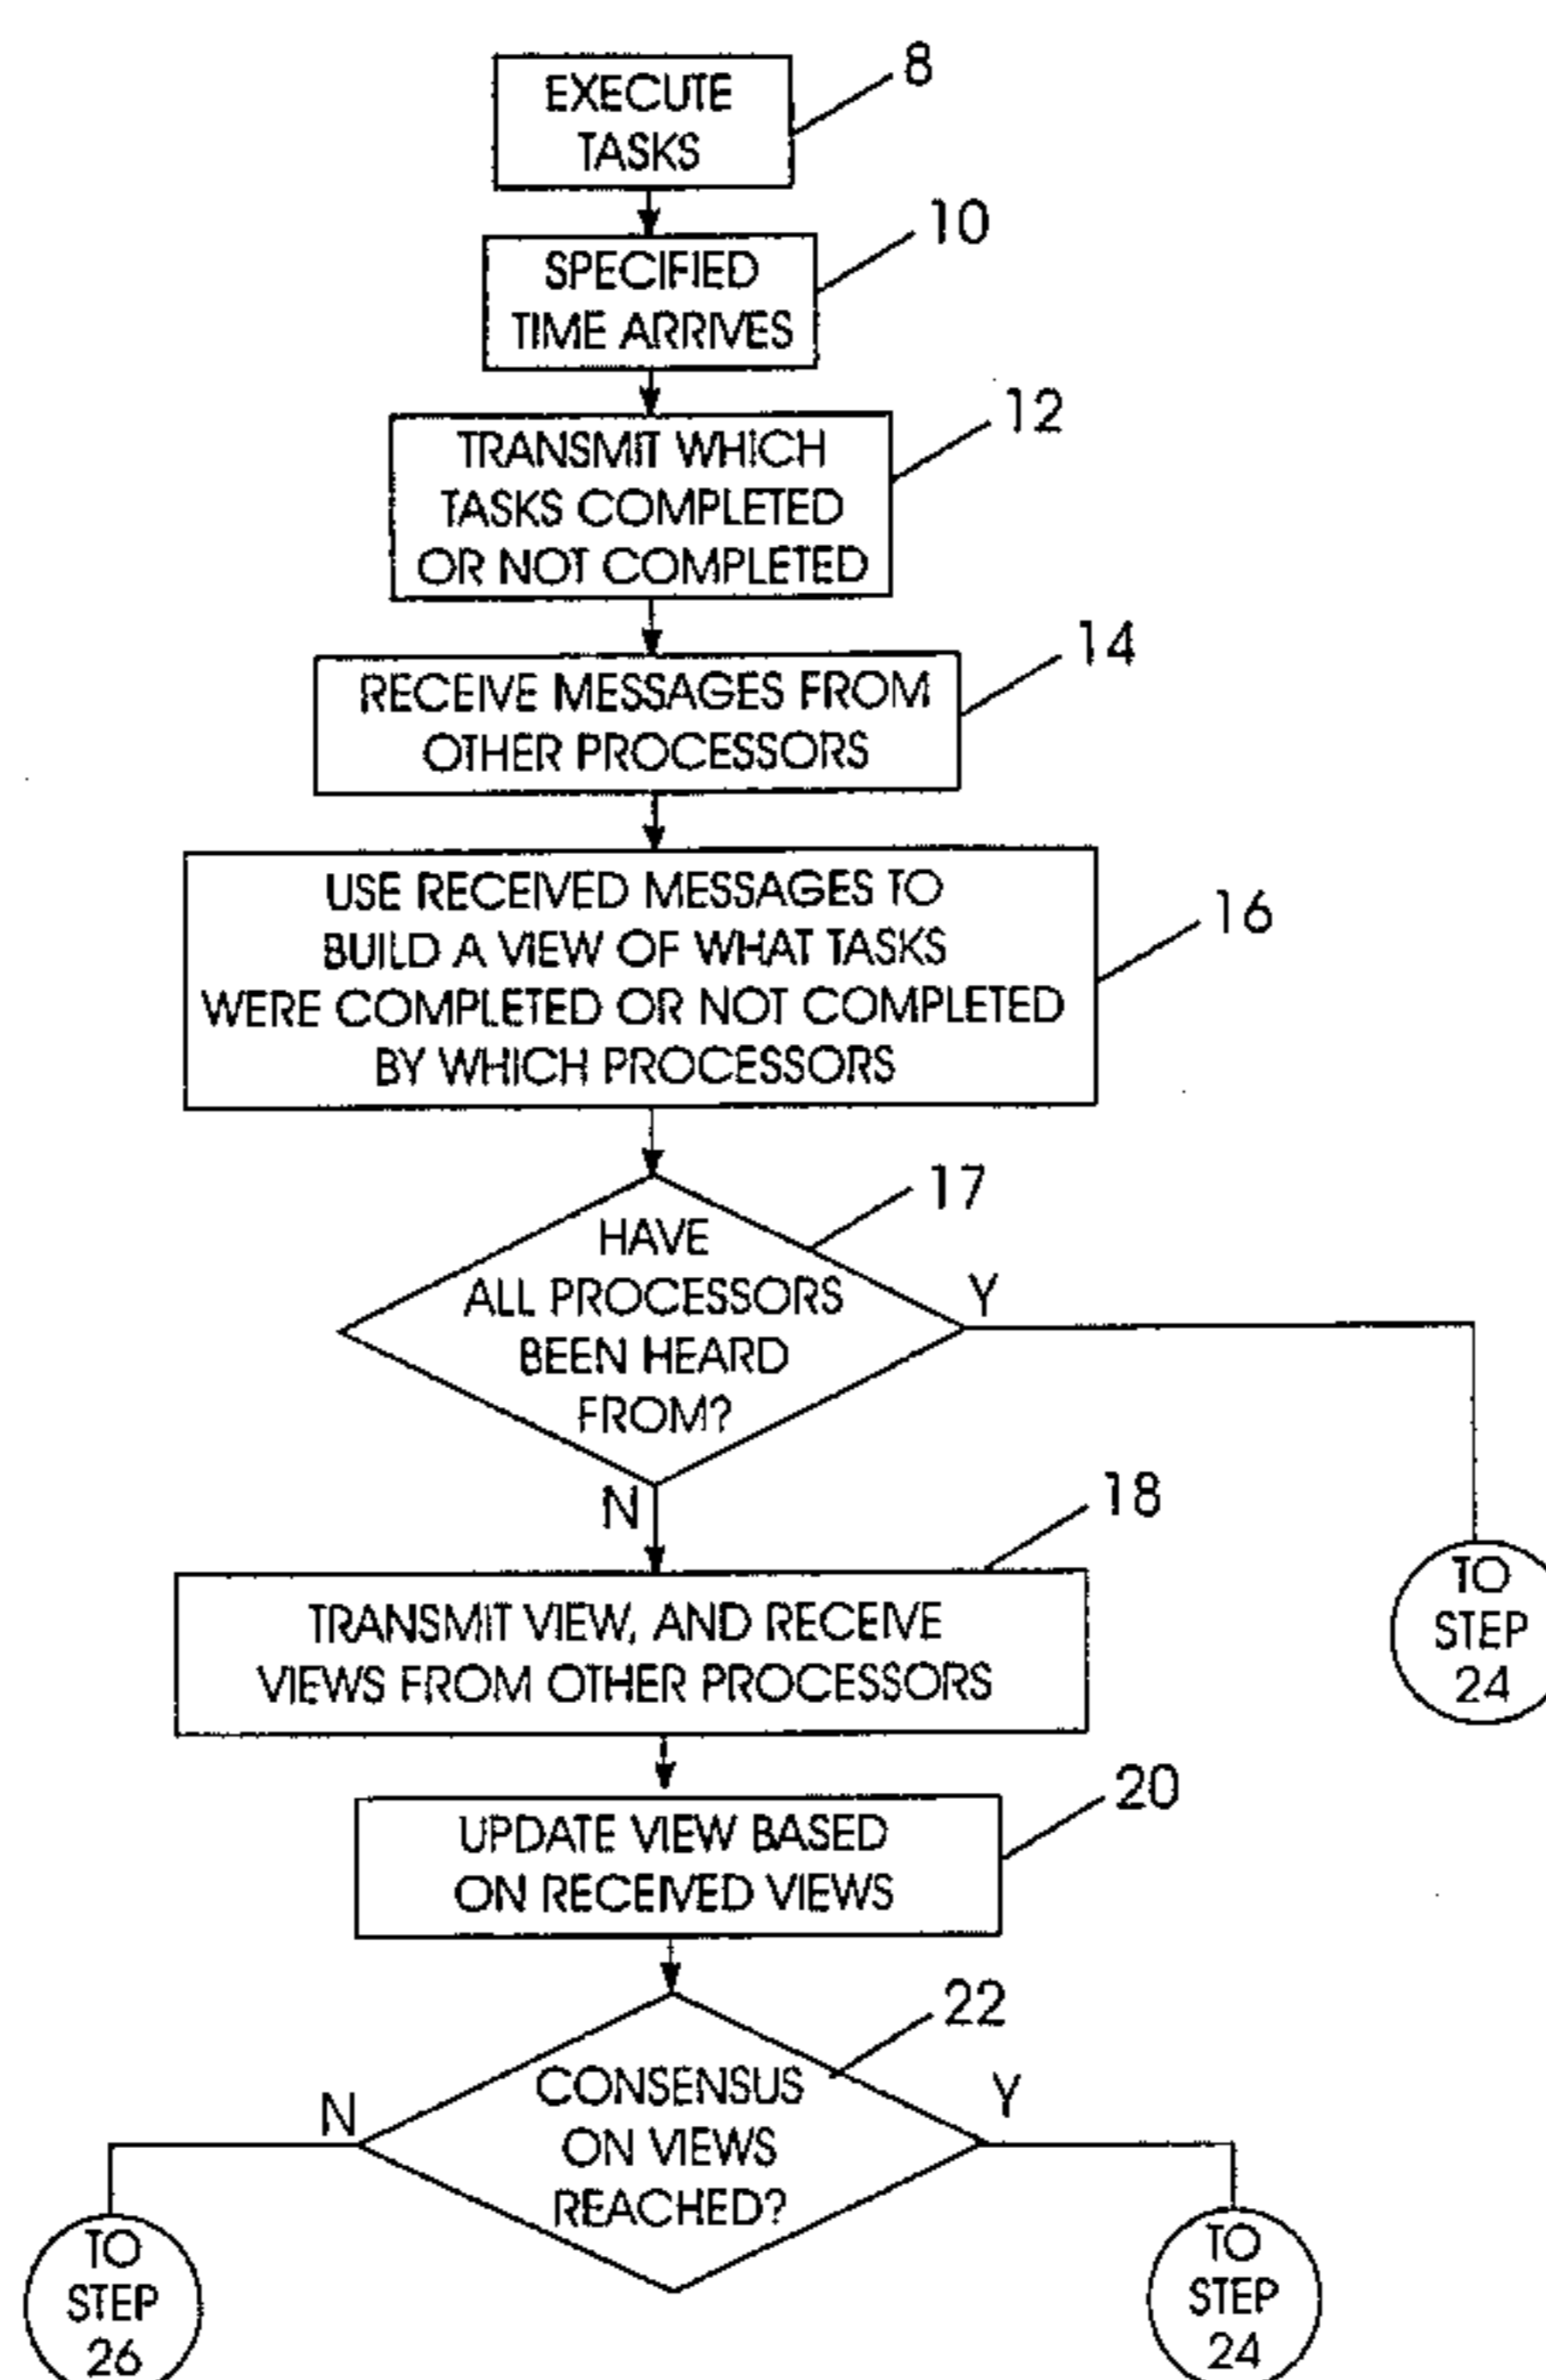 8
EXECUTE
TASKS
10
SPECIFIED
TIME ARRIVES
12
TRANSMIT WHICH
TASKS COMPLETED
OR NOT COMPLETED
14
RECEIVE MESSAGES FROM
OTHER PROCESSORS
16
USE RECEIVED MESSAGES TO
BUILD A VIEW OF WHAT TASKS
WERE COMPLETED OR NOT COMPLETED
BY WHICH PROCESSORS
17
HAVE
ALL PROCESSORS
BEEN HEARD
FROM?
Y
N
TO
STEP
24
18
TRANSMIT VIEW, AND RECEIVE
VIEWS FROM OTHER PROCESSORS
20
UPDATE VIEW BASED
ON RECEIVED VIEWS
22
CONSENSUS
ON VIEWS
REACHED?
N
Y
TO
STEP
26
TO
STEP
24